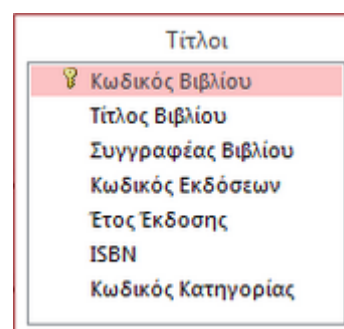 Τίτλοι
Κωδικός Βιβλίου
Τίτλος Βιβλίου
Συγγραφέας Βιβλίου
Κωδικός Εκδόσεων
Έτος Έκδοσης
ISBN
Κωδικός Κατηγορίας